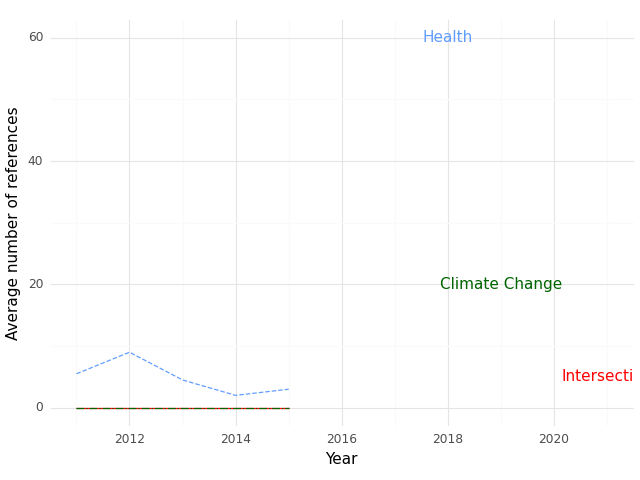 60
Health
40
Average number of references
20
Climate Change
Intersecti
0
2012
2014
2016
2018
2020
Year